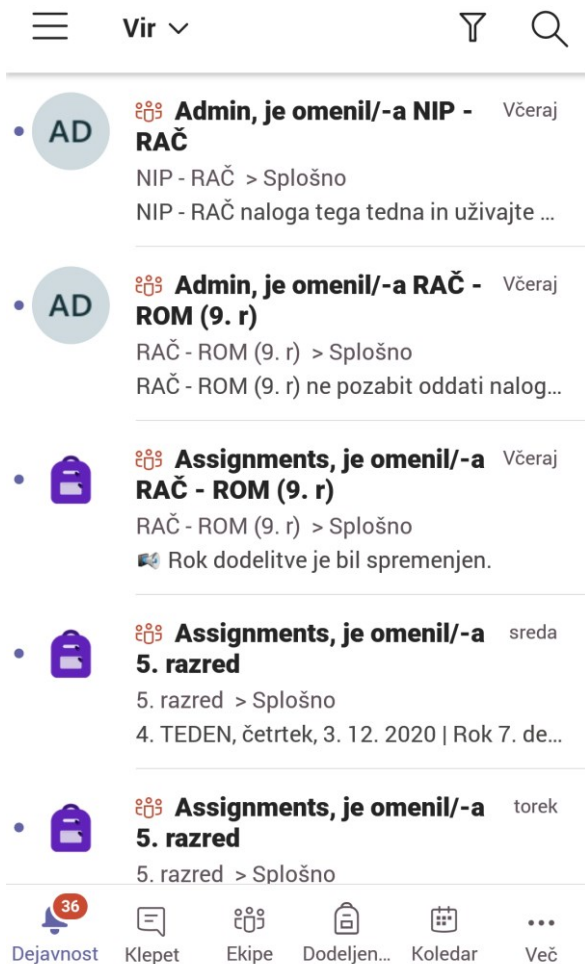 Vir
Admin, je omenil/-a NIP - Včeraj
RAČ
NIP - RAČ > Splošno
NIP - RAČ naloga tega tedna in uživajte ...
AD
Admin, je omenil/-a RAČ - Včeraj
ROM (9. r)
RAČ - ROM (9. r) > Splošno
RAČ - ROM (9. r) ne pozabit oddati nalog...
AD
Assignments, je omenil/-a Včeraj
RAČ - ROM (9. r)
RAČ - ROM (9. r) > Splošno
Rok dodelitve je bil spremenjen.
Assignments, je omenil/-a sreda
5. razred
5. razred > Splošno
4. TEDEN, četrtek, 3. 12. 2020 | Rok 7. de...
Assignments, je omenil/-a torek
5. razred
5. razred > Splošno
36
Dejavnost Klepet Ekipe Dodeljen... Koledar Več